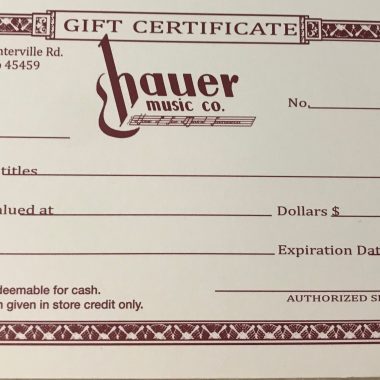 GIFT CERTIFICATE
nterville Rd.
45459
hauer
music co.
No.
titles
alued at
Dollars $
Expiration Dat
deemable for cash.
n given in store credit only.
AUTHORIZED S